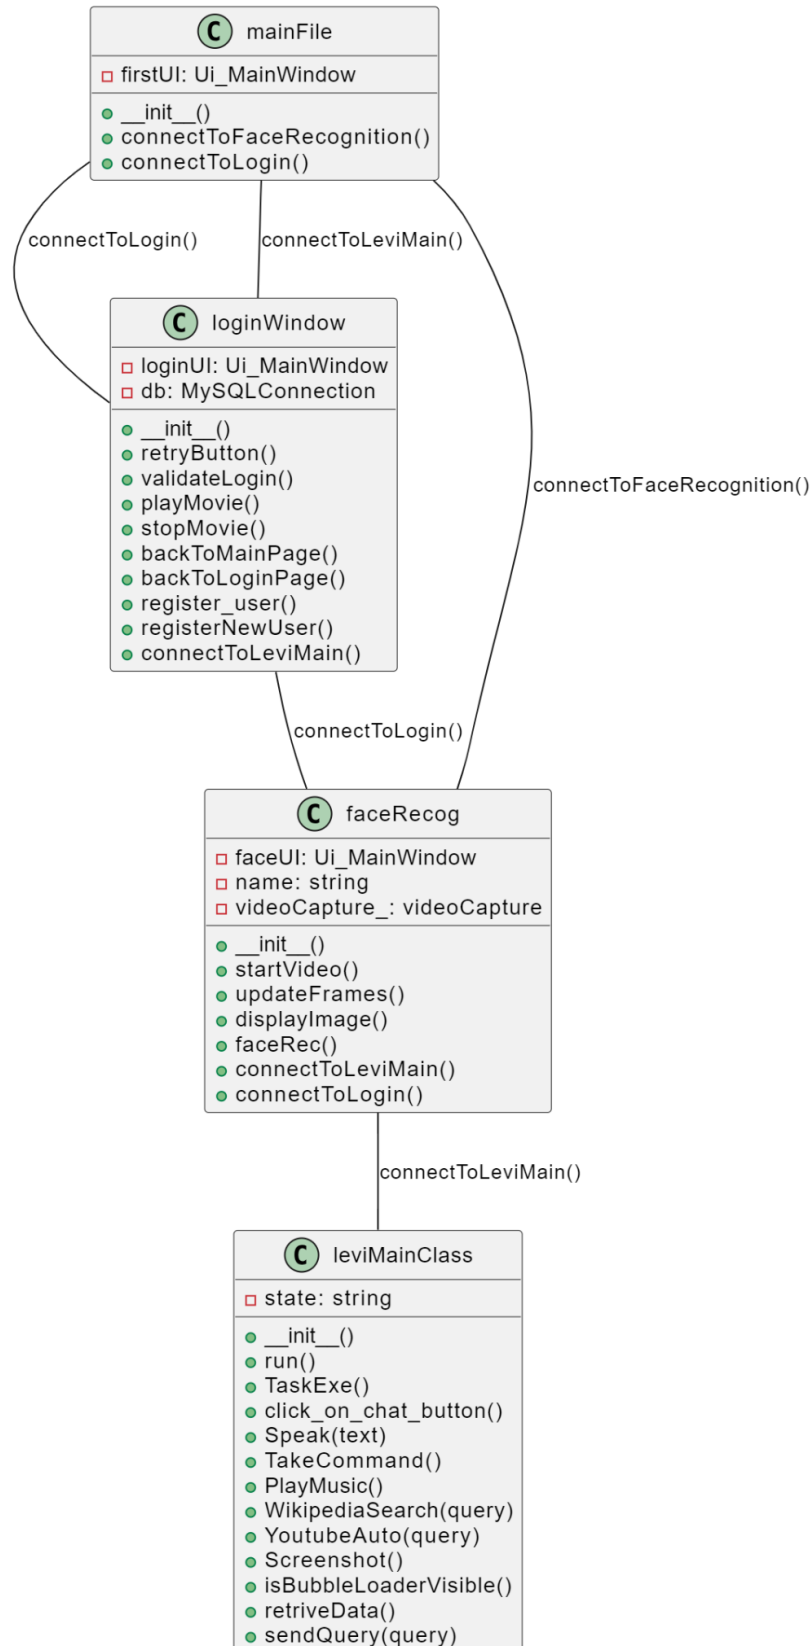 C mainFile
firstUI: Ui_MainWindow
__init__()
connectToFaceRecognition()
connectToLogin()
connectToLogin()
connectToLeviMain()
C loginWindow
loginUI: Ui_MainWindow
db: MySQLConnection
__init__()
retryButton()
validateLogin()
playMovie()
stopMovie()
backToMainPage()
backToLoginPage()
register_user()
registerNewUser()
connectToLeviMain()
connectToFaceRecognition()
connectToLogin()
C faceRecog
faceUI: Ui_MainWindow
name: string
videoCapture_: videoCapture
__init__()
startVideo()
updateFrames()
displayImage()
faceRec()
connectToLeviMain()
connectToLogin()
connectToLeviMain()
C leviMainClass
state: string
__init__()
run()
TaskExe()
click_on_chat_button()
Speak(text)
TakeCommand()
PlayMusic()
WikipediaSearch(query)
YoutubeAuto(query)
Screenshot()
isBubbleLoaderVisible()
retriveData()
sendQuery(query)